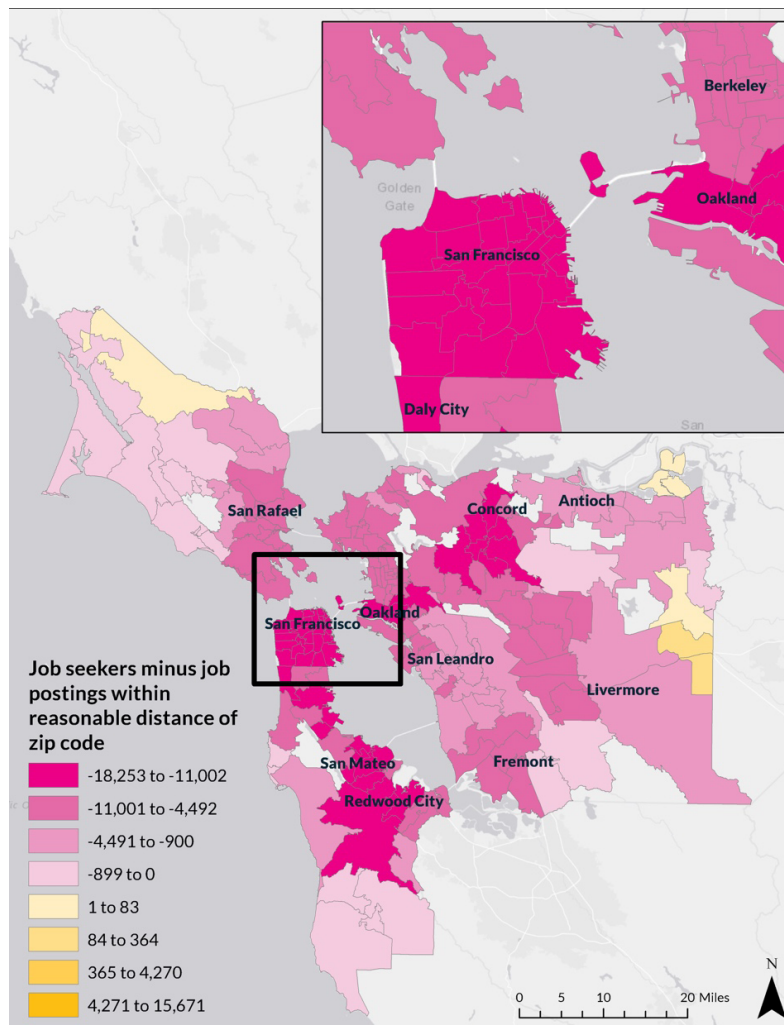 Berkeley
Golden
Gate
Oakland
San Francisco
Daly City
San
San Rafael
Concord
Antioch
Oakland
San Francisco
San Leandro
Livermore
Fremont
San Mateo
Redwood City
Job seekers minus job
postings within
reasonable distance of
zip code
-18,253 to -11,002
-11,001 to -4,492
-4,491 to -900
-899 to 0
1 to 83
84 to 364
365 to 4,270
4,271 to 15,671
N
0 5 10 20 Miles